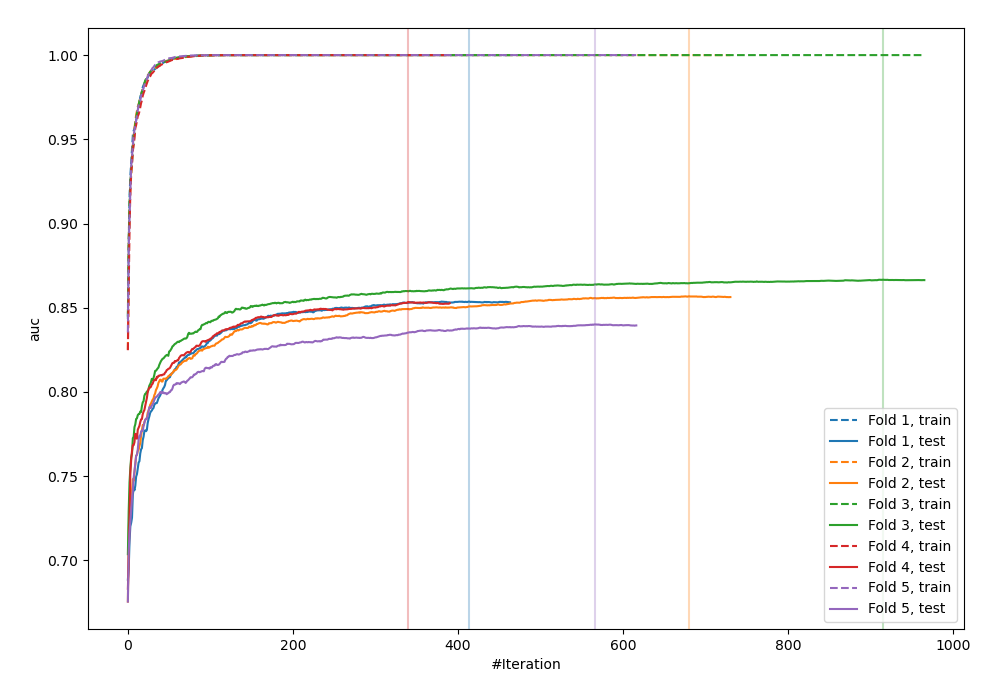 1.00
0.95
0.90
0.85
0.80
0.75
0.70
auc
0
200
400
600
800
1000
#Iteration
Fold 1, train
Fold 1, test
Fold 2, train
Fold 2, test
Fold 3, train
Fold 3, test
Fold 4, train
Fold 4, test
Fold 5, train
Fold 5, test